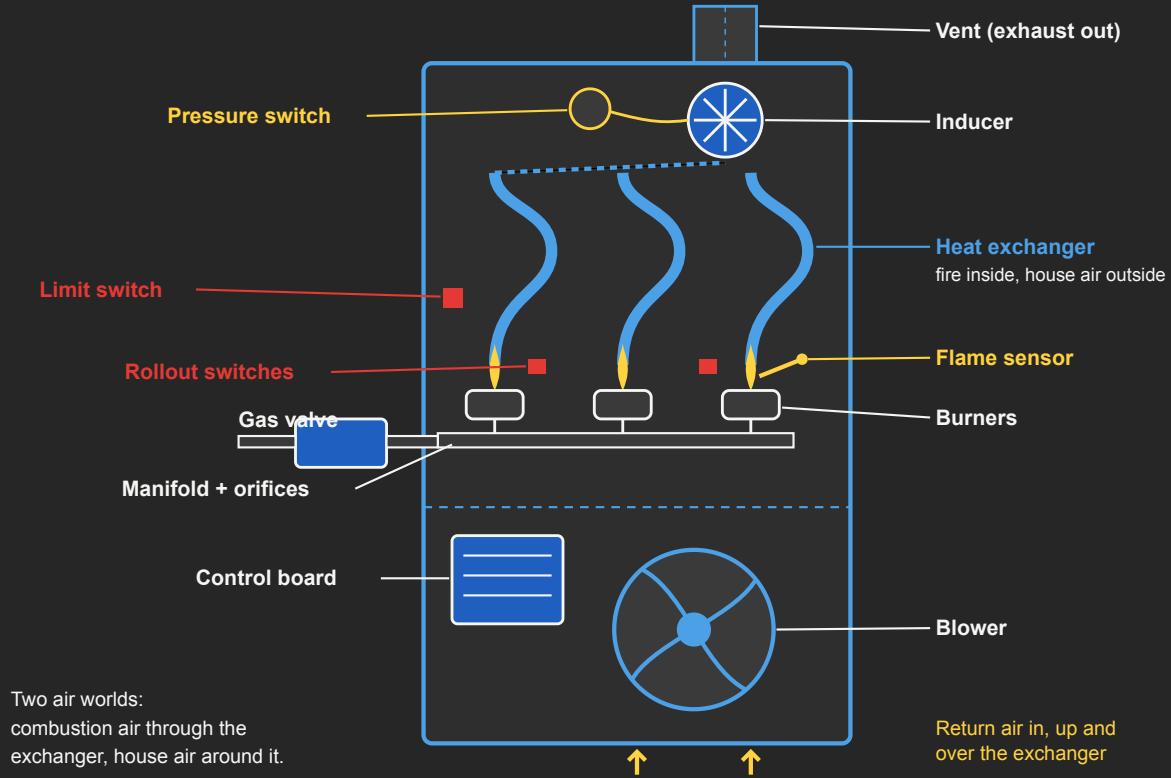 Vent (exhaust out)
Pressure switch
Inducer
Heat exchanger
fire inside, house air outside
Limit switch
Flame sensor
Rollout switches
Burners
Gas valve
Manifold + orifices
Control board
Blower
Two air worlds:
combustion air through the
exchanger, house air around it.
Return air in, up and
over the exchanger